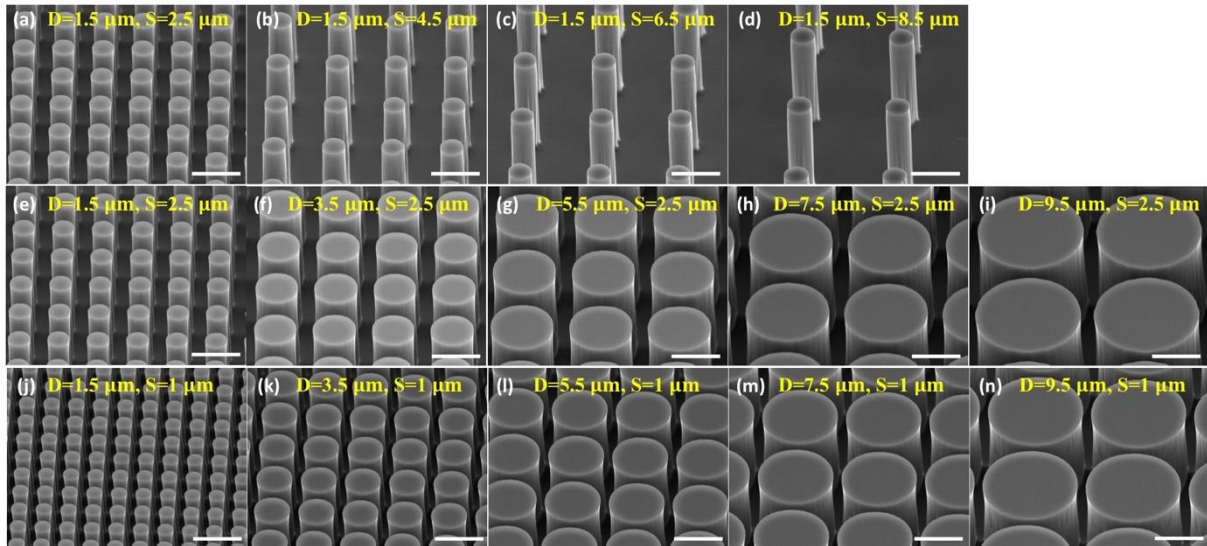 (a) D=1.5 µm, S=2.5 µm
(b) D=1.5 µm, S=4.5 µm
(c) D=1.5 µm, S=6.5 µm
(d) D=1.5 µm, S=8.5 µm
(e) D=1.5 µm, S=2.5 µm
(f) D=3.5 µm, S=2.5 µm
(g) D=5.5 µm, S=2.5 µm
(h) D=7.5 µm, S=2.5 µm
(i) D=9.5 µm, S=2.5 µm
(j) D=1.5 µm, S=1 µm
(k) D=3.5 µm, S=1 µm
(l) D=5.5 µm, S=1 µm
(m) D=7.5 µm, S=1 µm
(n) D=9.5 µm, S=1 µm